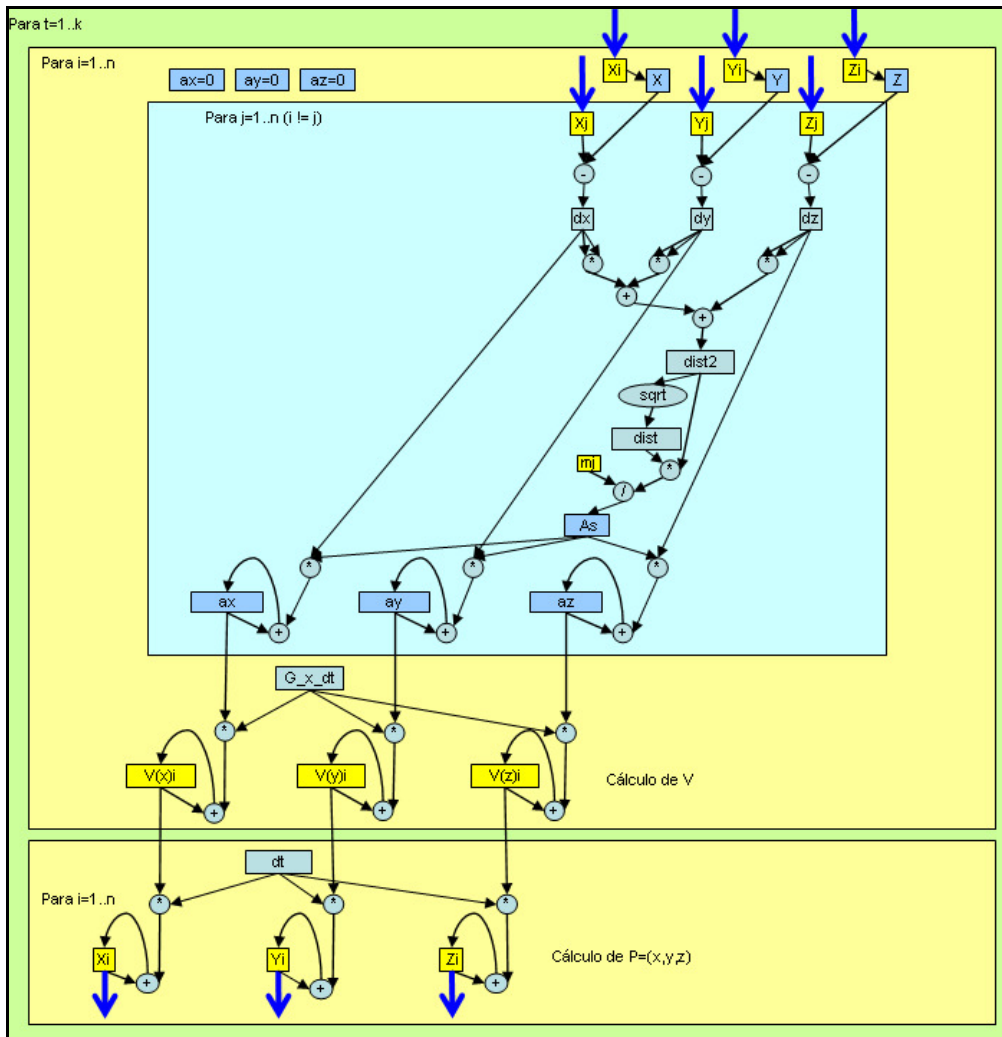 Para t=1..k
Para i=1..n
ax=0 ay=0 az=0
Xi X Yi Y Zi Z
Para j=1..n (i != j)
Xj Yj Zj
- - -
dx dy dz
* * *
+
+
dist2
sqrt
dist
mj *
/
As
* * *
ax ay az
+ + +
G_x_dt
* * *
V(x)i V(y)i V(z)i Cálculo de V
+ + +
dt
Para i=1..n
* * *
Xi Yi Zi Cálculo de P=(x,y,z)
+ + +